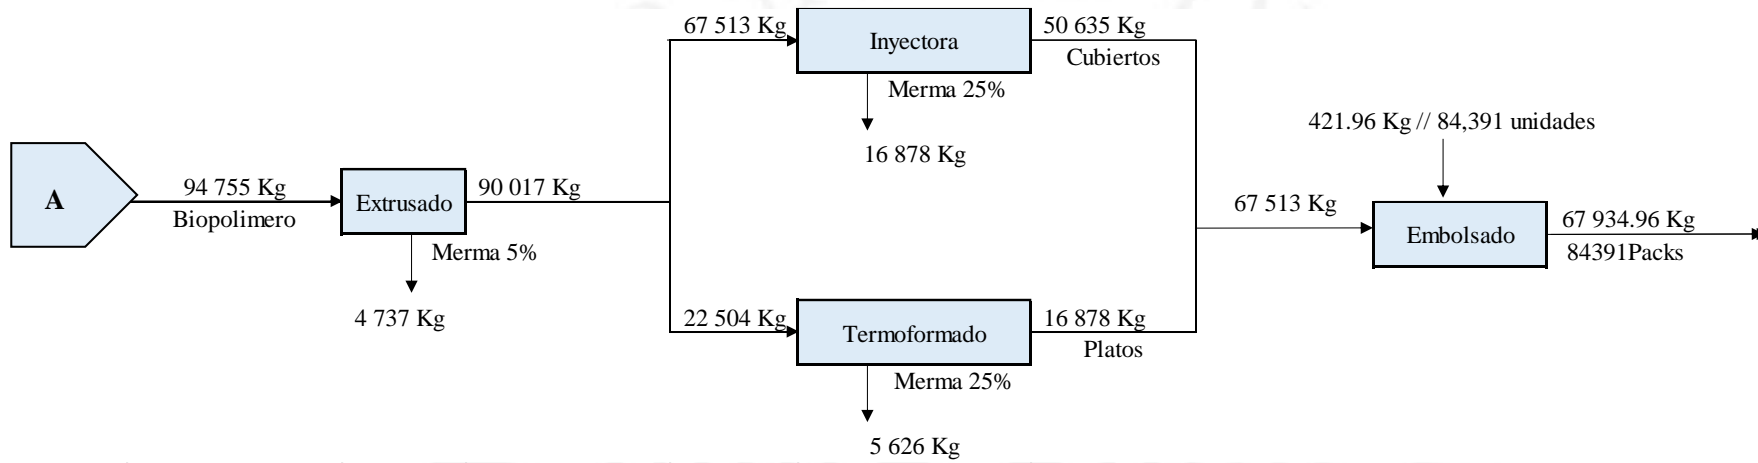 67 513 Kg
Inyectora
50 635 Kg
Cubiertos
Merma 25%
16 878 Kg
421.96 Kg // 84,391 unidades
A
94 755 Kg
Biopolimero
Extrusado
90 017 Kg
Merma 5%
4 737 Kg
67 513 Kg
Embolsado
67 934.96 Kg
84391Packs
22 504 Kg
Termoformado
16 878 Kg
Platos
Merma 25%
5 626 Kg